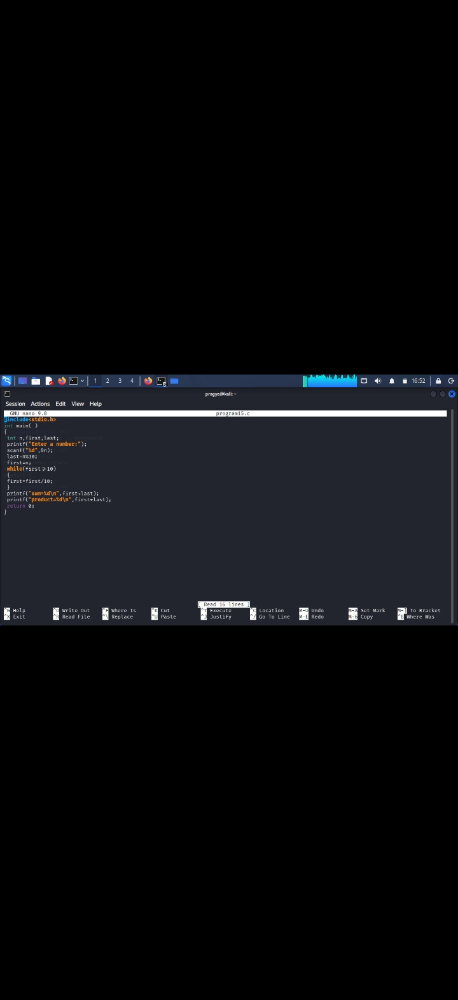 1 2 3 4 16:52
pragya@kali: ~
Session Actions Edit View Help
GNU nano 9.0 program15.c
#include<stdio.h>
int main( )
{
int n,first,last;
printf("Enter a number:");
scanf("%d",&n);
last=n%10;
first=n;
while(first>=10)
{
first=first/10;
}
printf("sum=%d\n",first+last);
printf("product=%d\n",first*last);
return 0;
}
[ Read 16 lines ]
^G Help ^O Write Out ^F Where Is ^K Cut ^T Execute ^C Location M-U Undo M-A Set Mark M-] To Bracket
^X Exit ^R Read File ^\ Replace ^U Paste ^J Justify ^/ Go To Line M-E Redo M-6 Copy ^B Where Was